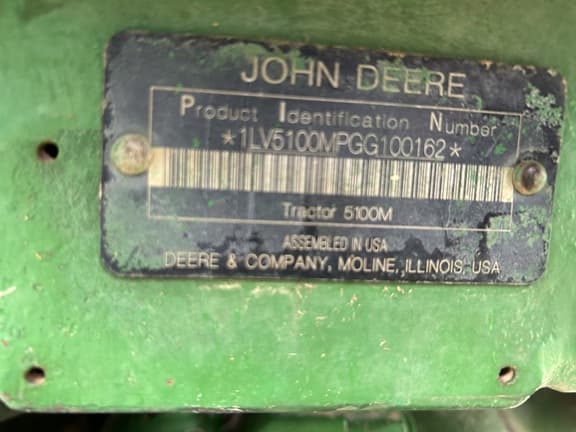 JOHN DEERE
Product Identification Number
*1LV5100MPGG100162*
Tractor 5100M
ASSEMBLED IN USA
DEERE & COMPANY, MOLINE, ILLINOIS, USA